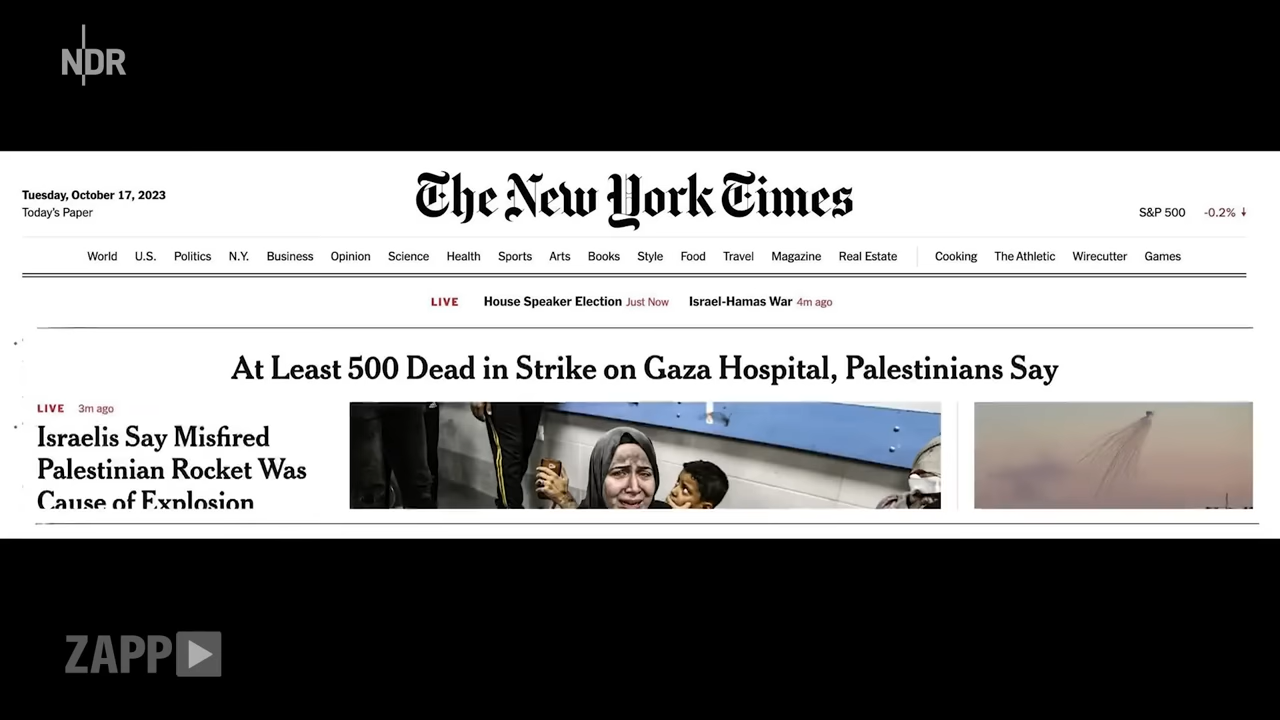 NDR
Tuesday, October 17, 2023
Today's Paper
The New York Times
S&P 500 -0.2% ↓
World U.S. Politics N.Y. Business Opinion Science Health Sports Arts Books Style Food Travel Magazine Real Estate Cooking The Athletic Wirecutter Games
LIVE House Speaker Election Just Now Israel-Hamas War 4m ago
At Least 500 Dead in Strike on Gaza Hospital, Palestinians Say
LIVE 3m ago
Israelis Say Misfired
Palestinian Rocket Was
Cause of Explosion
ZAPP